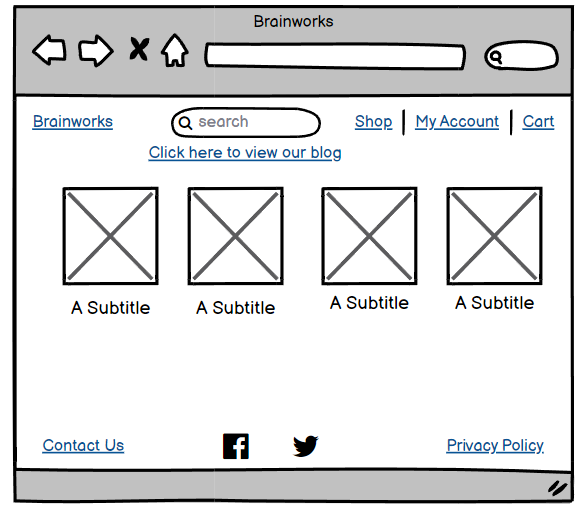 Brainworks
Brainworks search Shop My Account Cart
Click here to view our blog
A Subtitle A Subtitle A Subtitle A Subtitle
Contact Us Privacy Policy